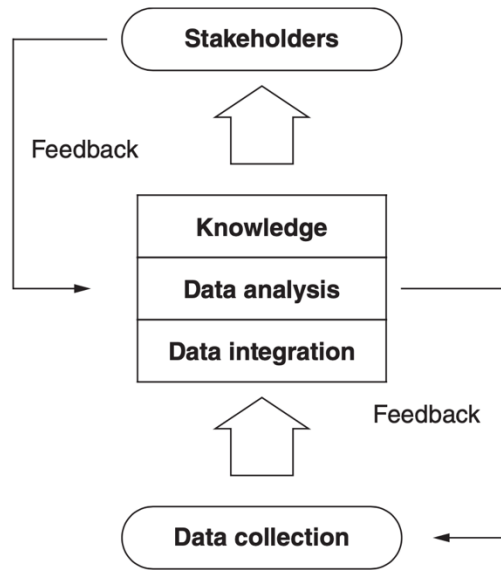 Stakeholders
Feedback
Knowledge
Data analysis
Data integration
Feedback
Data collection